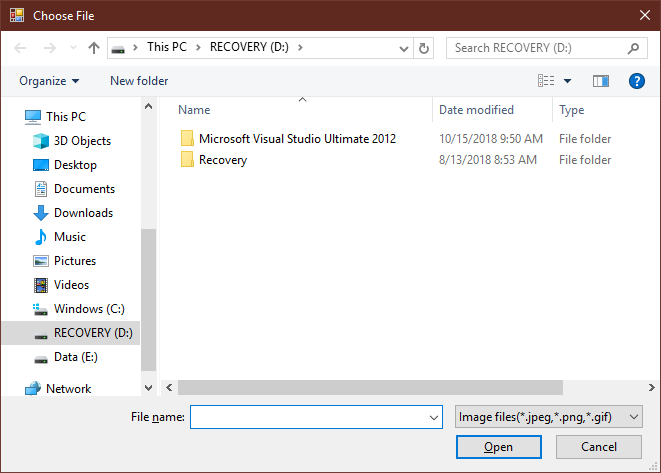 Choose File
This PC > RECOVERY (D:) >
Search RECOVERY (D:)
Organize
New folder
Name
Date modified
Type
This PC
3D Objects
Desktop
Documents
Downloads
Music
Pictures
Videos
Windows (C:)
RECOVERY (D:)
Data (E:)
Network
Microsoft Visual Studio Ultimate 2012 10/15/2018 9:50 AM File folder
Recovery 8/13/2018 8:53 AM File folder
File name:
Image files(*.jpeg,*.png,*.gif)
Open
Cancel